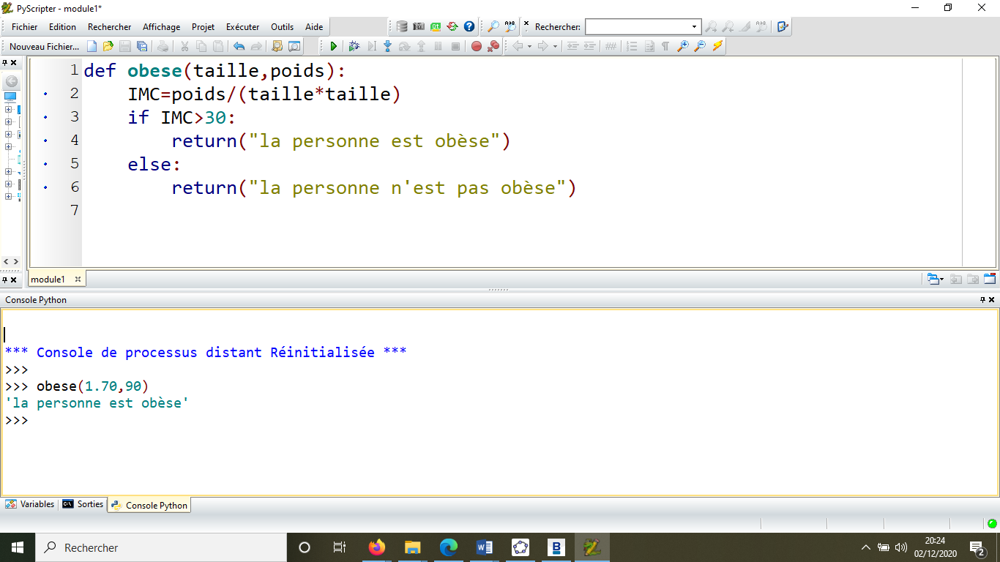 PyScripter - module1*
Fichier Edition Rechercher Affichage Projet Exécuter Outils Aide
Rechercher:
Nouveau Fichier...
1 def obese(taille,poids):
2 IMC=poids/(taille*taille)
3 if IMC>30:
4 return("la personne est obèse")
5 else:
6 return("la personne n'est pas obèse")
7
module1
Console Python
*** Console de processus distant Réinitialisée ***
>>>
>>> obese(1.70,90)
'la personne est obèse'
>>>
Variables Sorties Console Python
Rechercher
20:24
02/12/2020
2